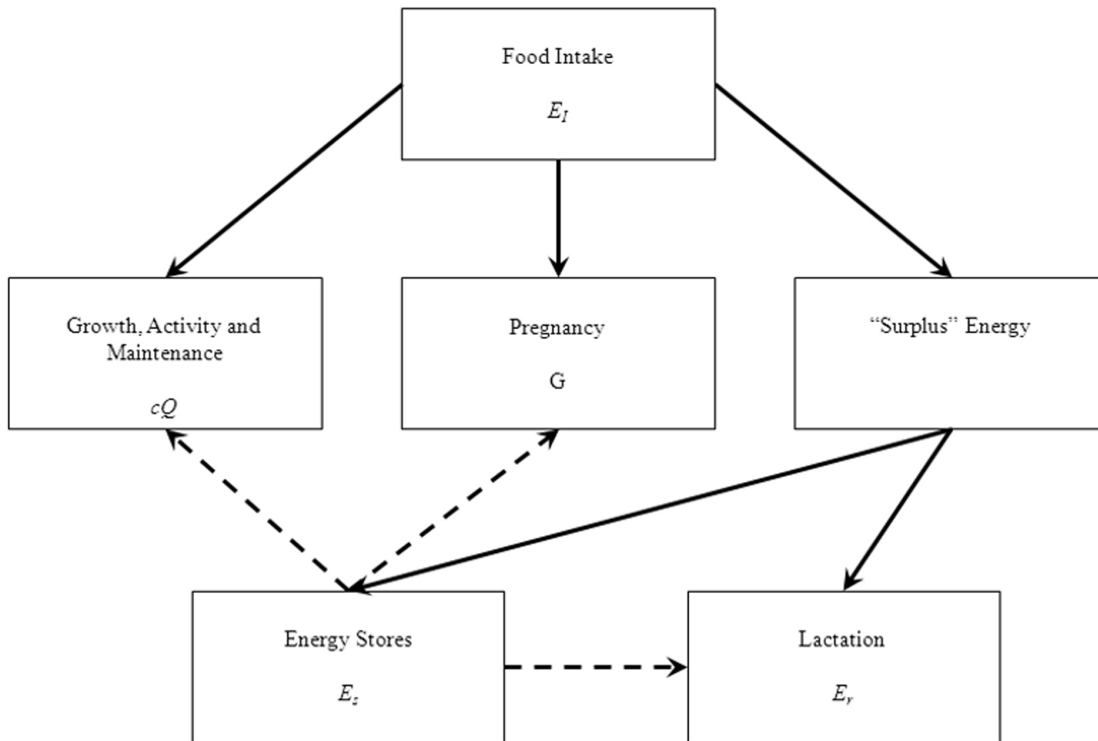 Food Intake
E_I
Growth, Activity and
Maintenance
cQ
Pregnancy
G
“Surplus” Energy
Energy Stores
E_s
Lactation
E_r